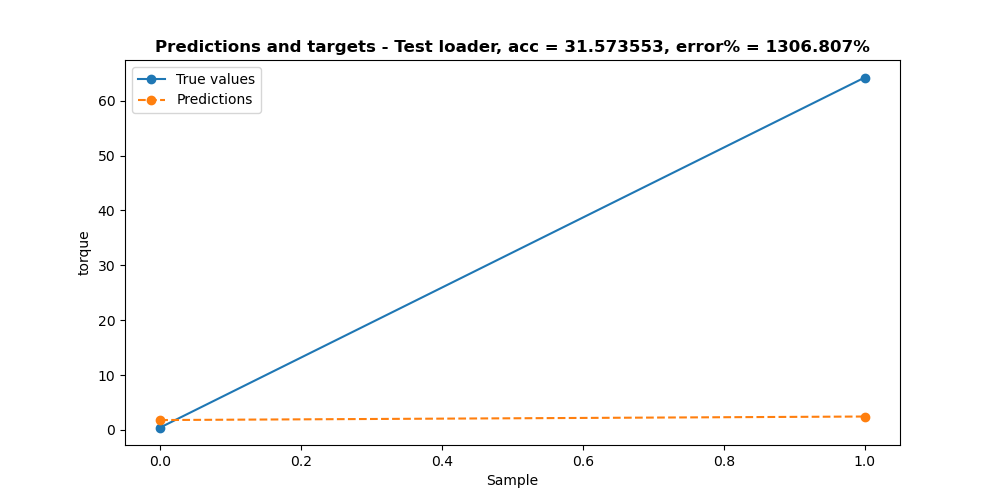 Predictions and targets - Test loader, acc = 31.573553, error% = 1306.807%
True values
Predictions
60
50
40
30
20
10
0
torque
0.0 0.2 0.4 0.6 0.8 1.0
Sample